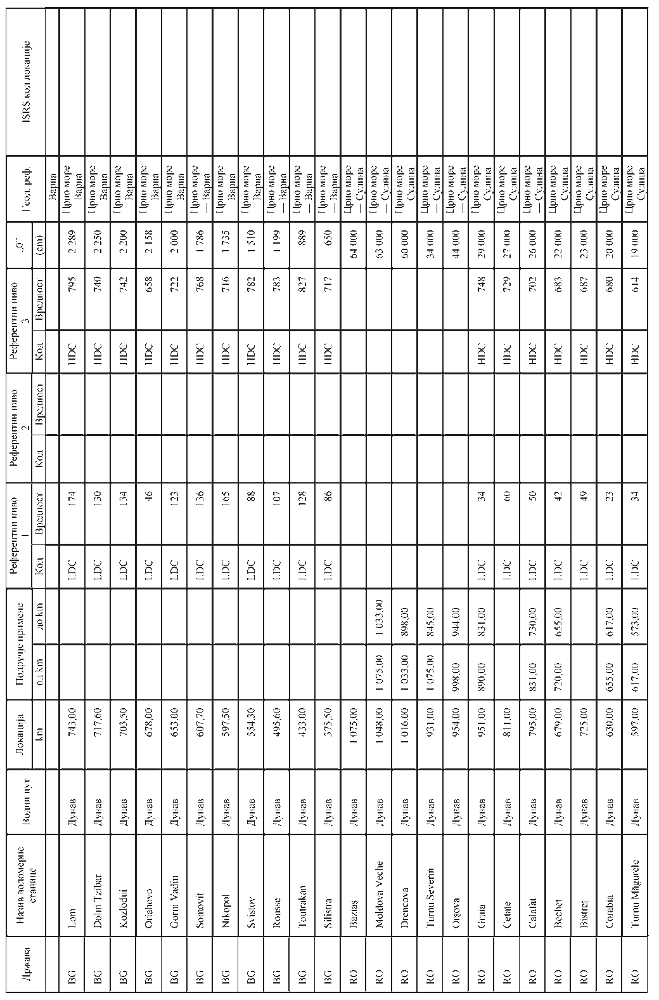 Држава | Назив водомерне станице | Водни пут | Локација | Подручје примене | Референтни ниво 1 | Референтни ниво 2 | Референтни ниво 3 | „0“ | Геод. реф. | ISRS код локације
km | од km | до km | Код | Вредност | Код | Вредност | Код | Вредност | (cm)
Варна
BG | Lom | Дунав | 743,00 | LDC | 174 | HDC | 795 | 2 289 | Црно море Варна
BG | Dolni Tzibar | Дунав | 717,60 | LDC | 130 | HDC | 740 | 2 250 | Црно море Варна
BG | Kozlodui | Дунав | 703,50 | LDC | 134 | HDC | 742 | 2 200 | Црно море Варна
BG | Oriahovo | Дунав | 678,00 | LDC | 46 | HDC | 658 | 2 158 | Црно море Варна
BG | Gorni Vadin | Дунав | 653,00 | LDC | 123 | HDC | 722 | 2 000 | Црно море Варна
BG | Somovit | Дунав | 607,70 | LDC | 136 | HDC | 768 | 1 786 | Црно море — Варна
BG | Nikopol | Дунав | 597,50 | LDC | 165 | HDC | 716 | 1 735 | Црно море Варна
BG | Svistov | Дунав | 554,30 | LDC | 88 | HDC | 782 | 1 510 | Црно море Варна
BG | Rousse | Дунав | 495,60 | LDC | 107 | HDC | 783 | 1 199 | Црно море — Варна
BG | Toutrakan | Дунав | 433,00 | LDC | 128 | HDC | 827 | 889 | Црно море — Варна
BG | Silistra | Дунав | 375,50 | LDC | 86 | HDC | 717 | 650 | Црно море — Варна
RO | Baziaş | Дунав | 1 075,00 | 64 000 | Црно море — Сулина
RO | Moldova Veche | Дунав | 1 048,00 | 1 075,00 | 1 033,00 | 63 000 | Црно море — Сулина
RO | Drencova | Дунав | 1 016,00 | 1 033,00 | 898,00 | 60 000 | Црно море Сулина
RO | Turnu Severin | Дунав | 931,00 | 1 075,00 | 845,00 | 34 000 | Црно море — Сулина
RO | Orşova | Дунав | 954,00 | 998,00 | 944,00 | 44 000 | Црно море — Сулина
RO | Gruia | Дунав | 951,00 | 890,00 | 831,00 | LDC | 34 | HDC | 748 | 29 000 | Црно море Сулина
RO | Cetate | Дунав | 811,00 | LDC | 60 | HDC | 729 | 27 000 | Црно море Сулина
RO | Calafat | Дунав | 795,00 | 831,00 | 730,00 | LDC | 50 | HDC | 702 | 26 000 | Црно море — Сулина
RO | Bechet | Дунав | 679,00 | 720,00 | 655,00 | LDC | 42 | HDC | 683 | 22 000 | Црно море Сулина
RO | Bistreţ | Дунав | 725,00 | LDC | 49 | HDC | 687 | 23 000 | Црно море Сулина
RO | Corabia | Дунав | 630,00 | 655,00 | 617,00 | LDC | 23 | HDC | 680 | 20 000 | Црно море Сулина
RO | Turnu Măgurele | Дунав | 597,00 | 617,00 | 573,00 | LDC | 34 | HDC | 614 | 19 000 | Црно море Сулина